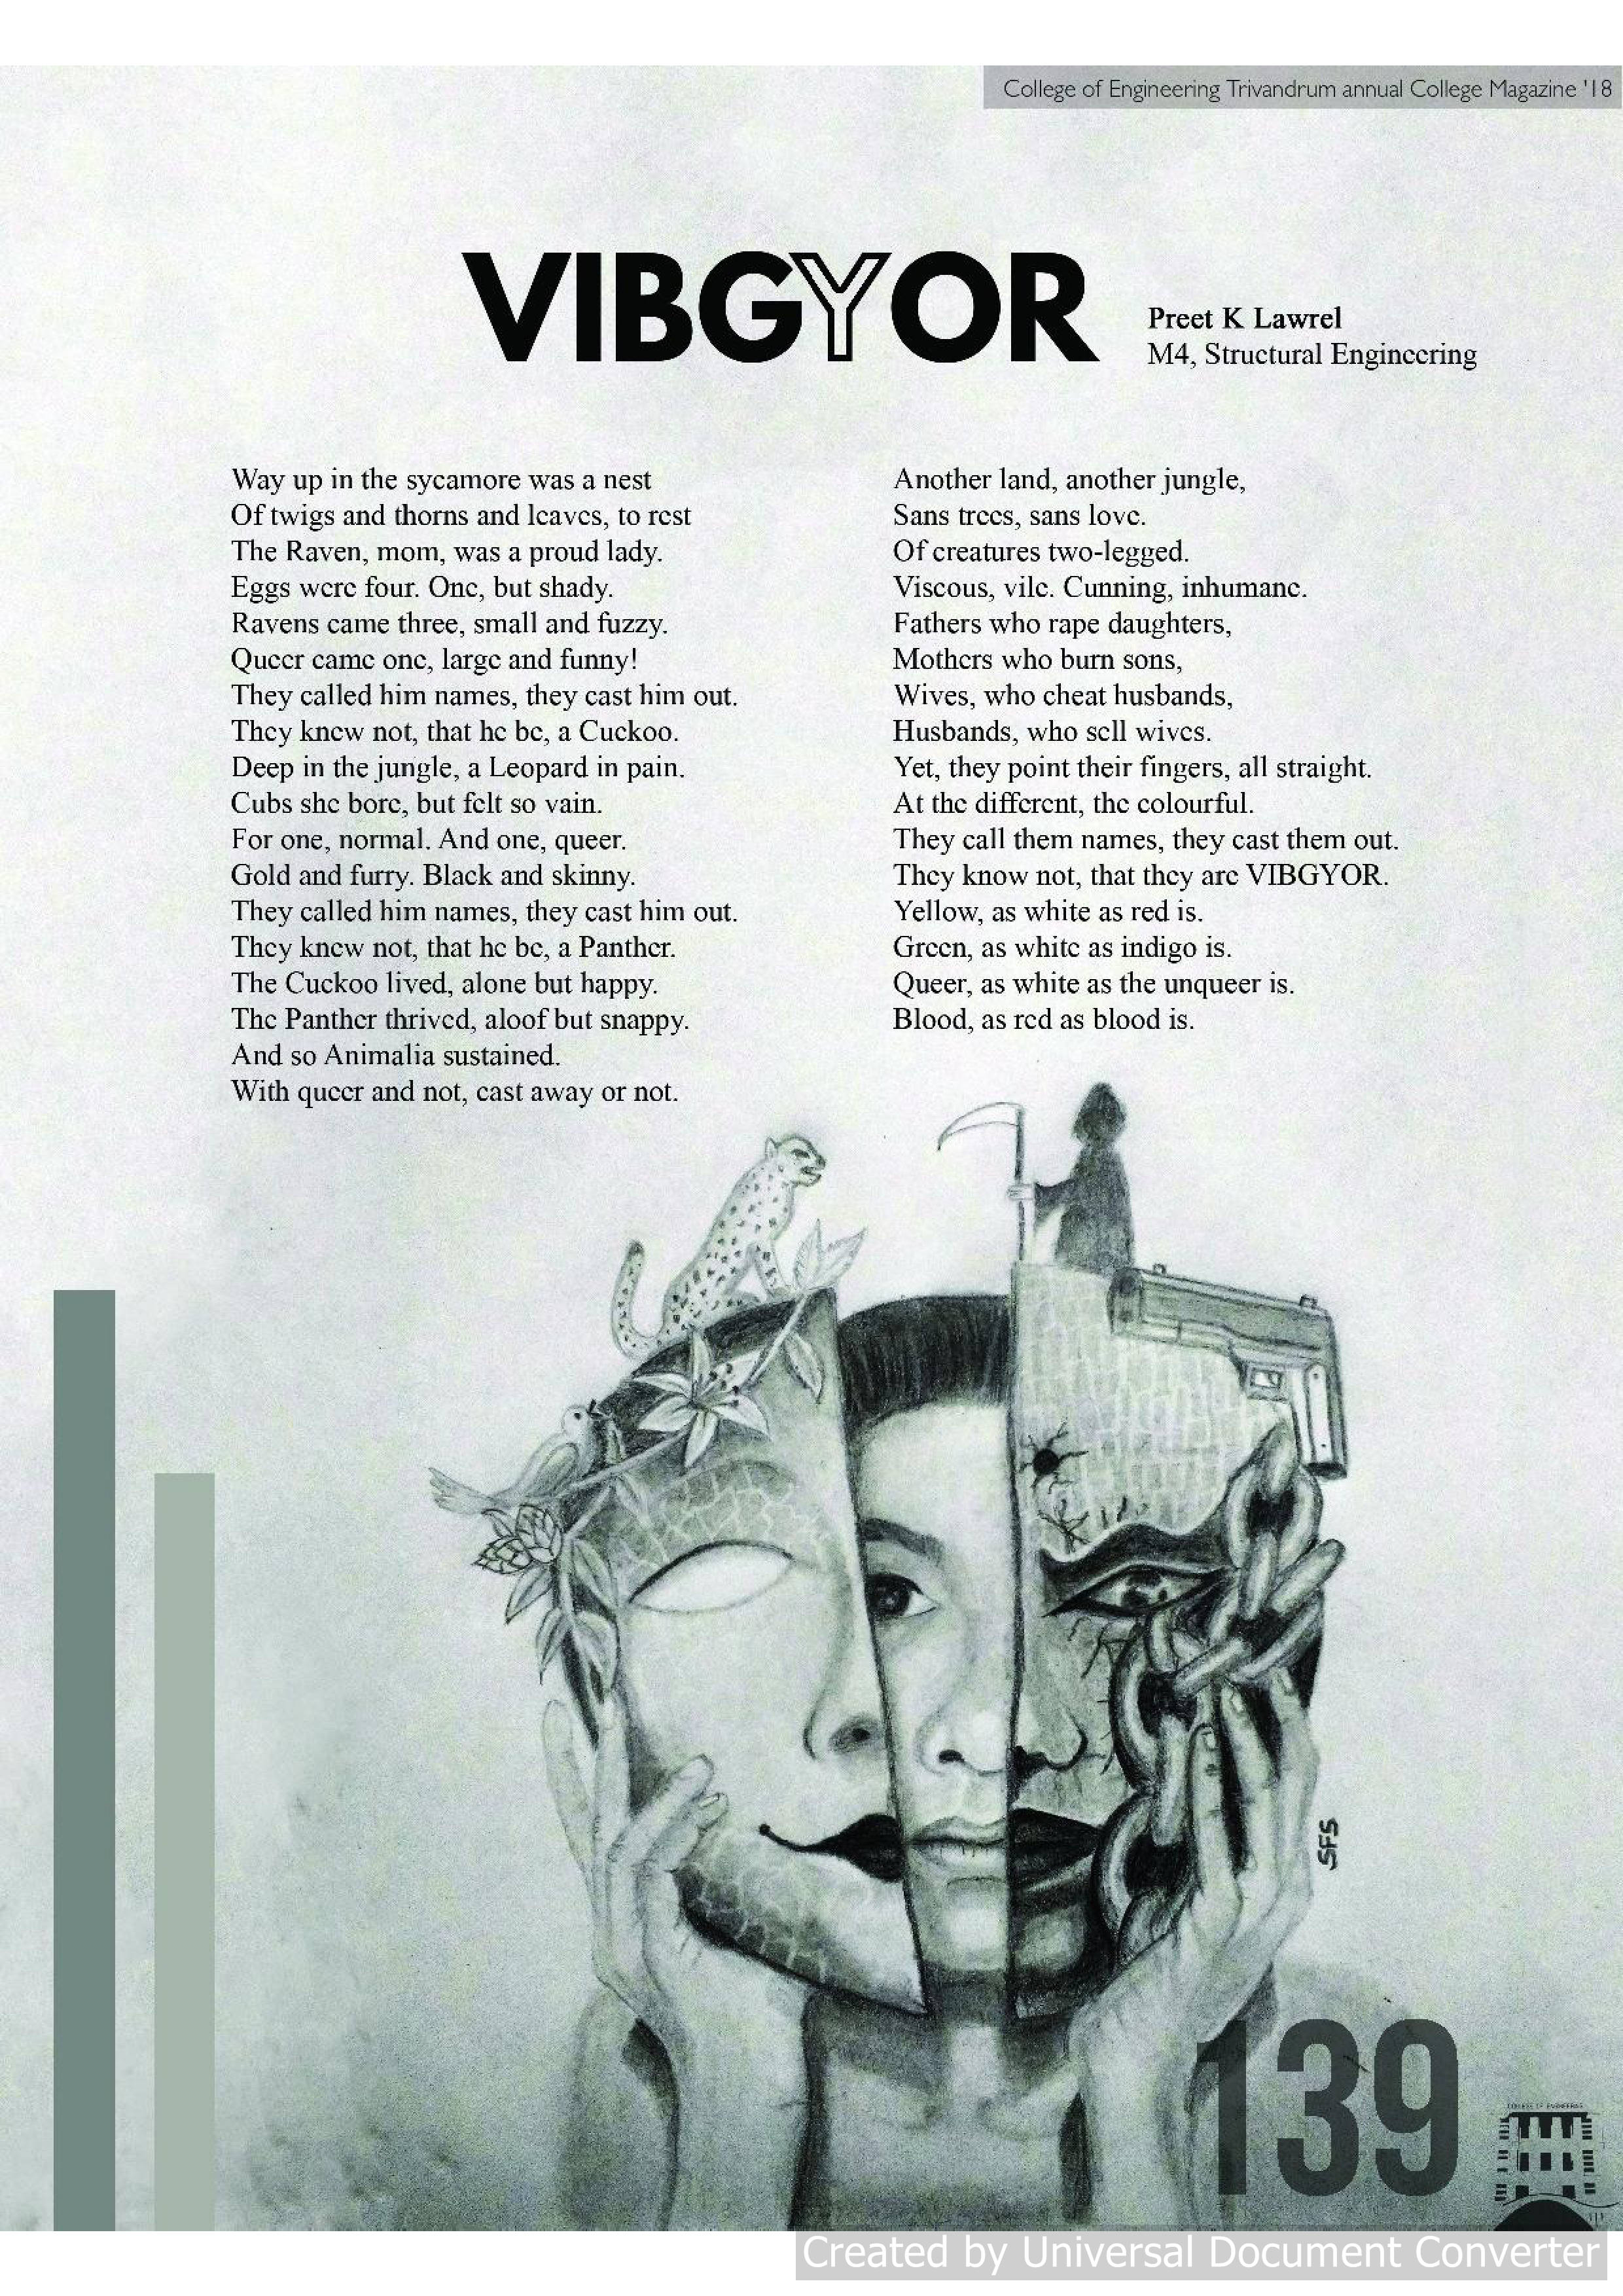 College of Engineering Trivandrum annual College Magazine '18
VIBGYOR
Preet K Lawrel
M4, Structural Engineering
Way up in the sycamore was a nest
Of twigs and thorns and leaves, to rest
The Raven, mom, was a proud lady.
Eggs were four. One, but shady.
Ravens came three, small and fuzzy.
Queer came one, large and funny!
They called him names, they cast him out.
They knew not, that he be, a Cuckoo.
Deep in the jungle, a Leopard in pain.
Cubs she bore, but felt so vain.
For one, normal. And one, queer.
Gold and furry. Black and skinny.
They called him names, they cast him out.
They knew not, that he be, a Panther.
The Cuckoo lived, alone but happy.
The Panther thrived, aloof but snappy.
And so Animalia sustained.
With queer and not, cast away or not.
Another land, another jungle,
Sans trees, sans love.
Of creatures two-legged.
Viscous, vile. Cunning, inhumane.
Fathers who rape daughters,
Mothers who burn sons,
Wives, who cheat husbands,
Husbands, who sell wives.
Yet, they point their fingers, all straight.
At the different, the colourful.
They call them names, they cast them out.
They know not, that they are VIBGYOR.
Yellow, as white as red is.
Green, as white as indigo is.
Queer, as white as the unqueer is.
Blood, as red as blood is.
SFS
139
COLLEGE OF ENGINEERING
Created by Universal Document Converter